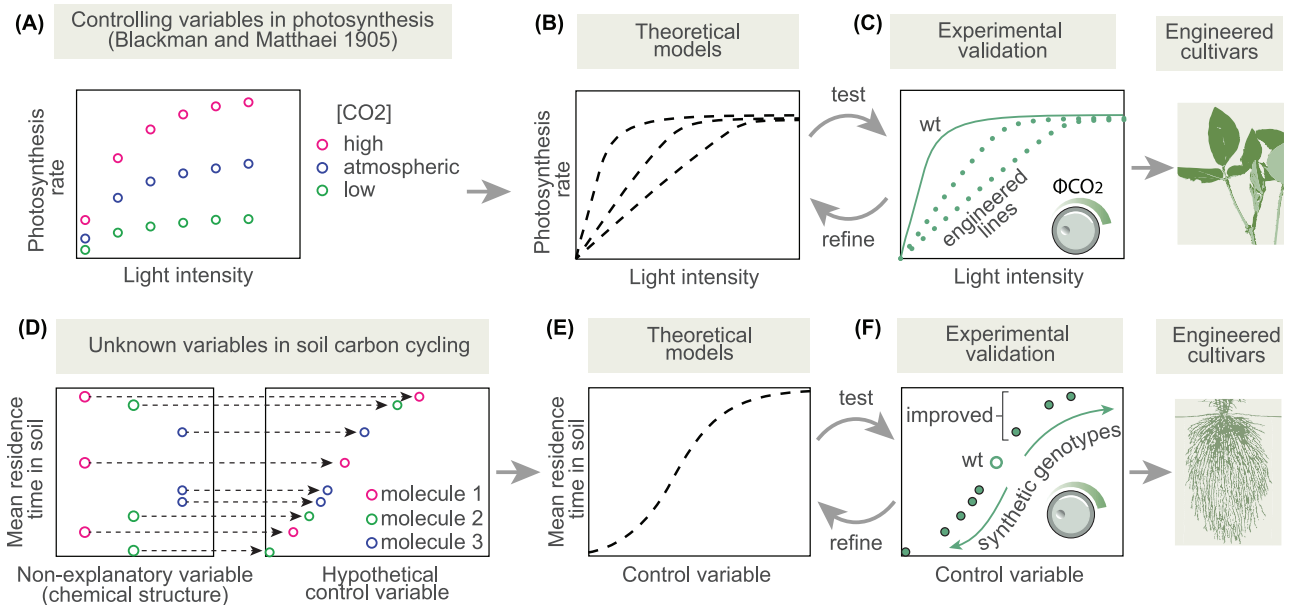 (A)
Controlling variables in photosynthesis
(Blackman and Matthaei 1905)
Photosynthesis
rate
Light intensity
[CO2]
high
atmospheric
low
(B)
Theoretical
models
Photosynthesis
rate
Light intensity
test
refine
(C)
Experimental
validation
wt
engineered
lines
ΦCO2
Light intensity
Engineered
cultivars
(D)
Unknown variables in soil carbon cycling
Mean residence
time in soil
molecule 1
molecule 2
molecule 3
Non-explanatory variable
(chemical structure)
Hypothetical
control variable
(E)
Theoretical
models
Mean residence
time in soil
Control variable
test
refine
(F)
Experimental
validation
improved
wt
synthetic genotypes
Control variable
Engineered
cultivars